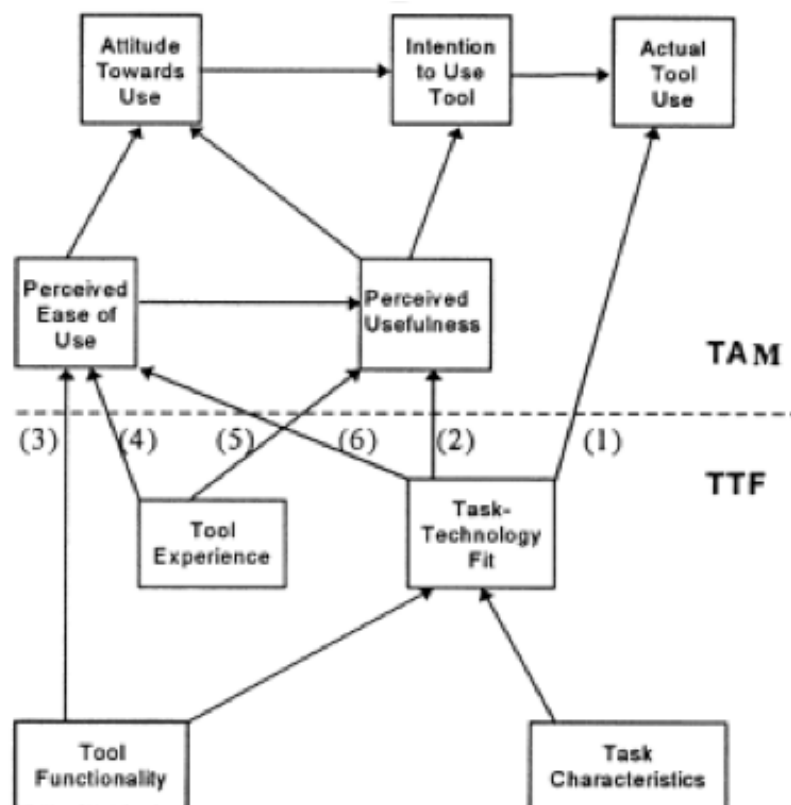 Attitude
Towards
Use
Intention
to Use
Tool
Actual
Tool
Use
Perceived
Ease of
Use
Perceived
Usefulness
TAM
(3)
(4)
(5)
(6)
(2)
(1)
TTF
Tool
Experience
Task-
Technology
Fit
Tool
Functionality
Task
Characteristics